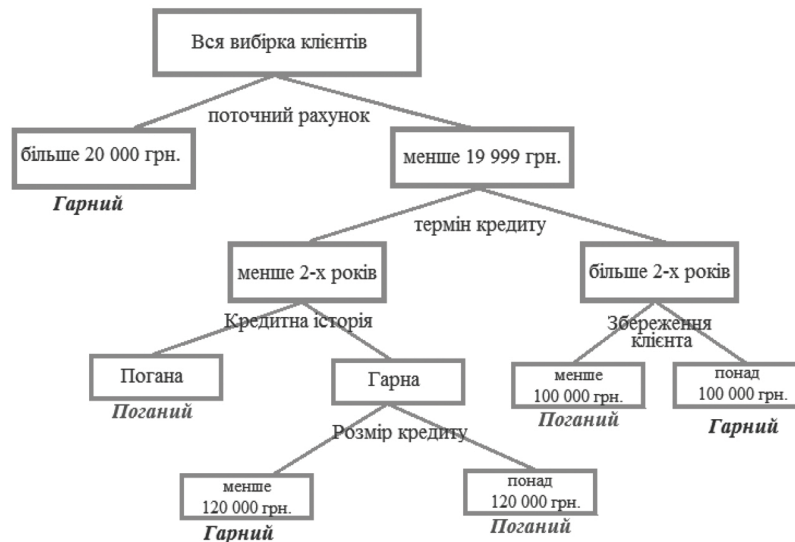 Вся вибірка клієнтів
поточний рахунок
більше 20 000 грн.
менше 19 999 грн.
Гарний
термін кредиту
менше 2-х років
більше 2-х років
Кредитна історія
Збереження
клієнта
Погана
Гарна
менше
100 000 грн.
понад
100 000 грн.
Поганий
Поганий
Гарний
Розмір кредиту
менше
120 000 грн.
понад
120 000 грн.
Гарний
Поганий